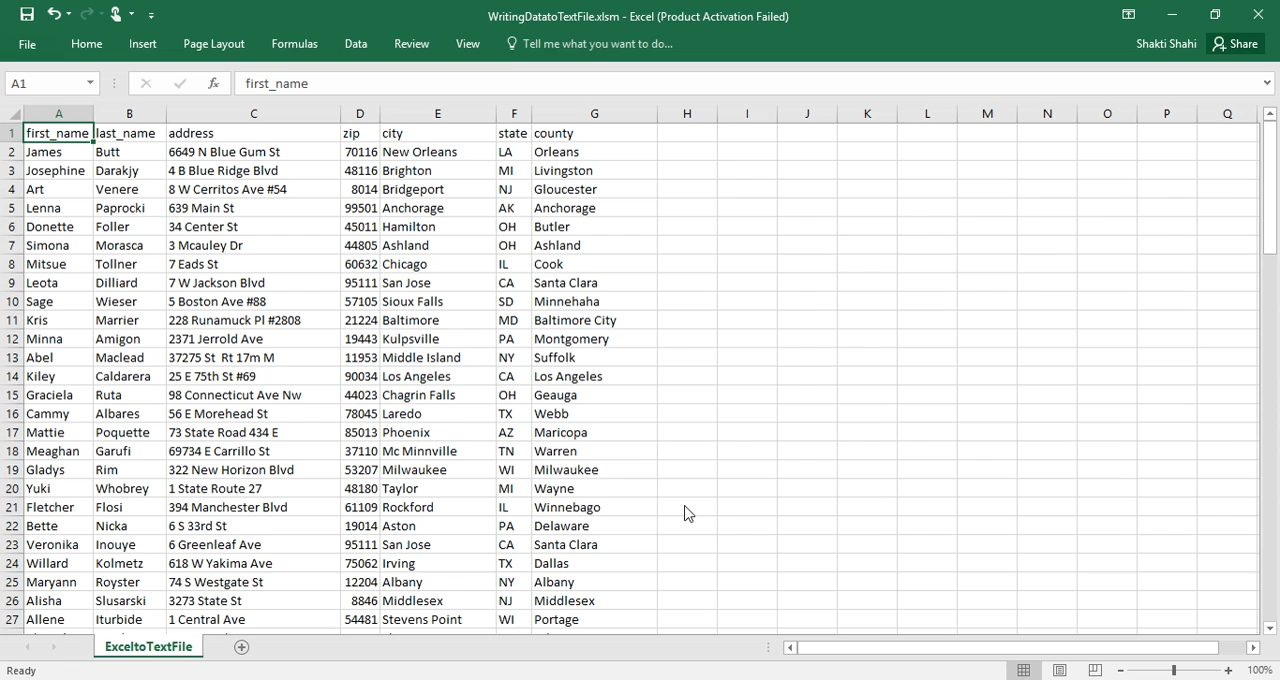 WritingDatatoTextFile.xlsm - Excel (Product Activation Failed)
File Home Insert Page Layout Formulas Data Review View Tell me what you want to do... Shakti Shahi Share
A1 fx first_name
A B C D E F G H I J K L M N O P Q
1 first_name last_name address zip city state county
2 James Butt 6649 N Blue Gum St 70116 New Orleans LA Orleans
3 Josephine Darakjy 4 B Blue Ridge Blvd 48116 Brighton MI Livingston
4 Art Venere 8 W Cerritos Ave #54 8014 Bridgeport NJ Gloucester
5 Lenna Paprocki 639 Main St 99501 Anchorage AK Anchorage
6 Donette Foller 34 Center St 45011 Hamilton OH Butler
7 Simona Morasca 3 Mcauley Dr 44805 Ashland OH Ashland
8 Mitsue Tollner 7 Eads St 60632 Chicago IL Cook
9 Leota Dilliard 7 W Jackson Blvd 95111 San Jose CA Santa Clara
10 Sage Wieser 5 Boston Ave #88 57105 Sioux Falls SD Minnehaha
11 Kris Marrier 228 Runamuck Pl #2808 21224 Baltimore MD Baltimore City
12 Minna Amigon 2371 Jerrold Ave 19443 Kulpsville PA Montgomery
13 Abel Maclead 37275 St  Rt 17m M 11953 Middle Island NY Suffolk
14 Kiley Caldarera 25 E 75th St #69 90034 Los Angeles CA Los Angeles
15 Graciela Ruta 98 Connecticut Ave Nw 44023 Chagrin Falls OH Geauga
16 Cammy Albares 56 E Morehead St 78045 Laredo TX Webb
17 Mattie Poquette 73 State Road 434 E 85013 Phoenix AZ Maricopa
18 Meaghan Garufi 69734 E Carrillo St 37110 Mc Minnville TN Warren
19 Gladys Rim 322 New Horizon Blvd 53207 Milwaukee WI Milwaukee
20 Yuki Whobrey 1 State Route 27 48180 Taylor MI Wayne
21 Fletcher Flosi 394 Manchester Blvd 61109 Rockford IL Winnebago
22 Bette Nicka 6 S 33rd St 19014 Aston PA Delaware
23 Veronika Inouye 6 Greenleaf Ave 95111 San Jose CA Santa Clara
24 Willard Kolmetz 618 W Yakima Ave 75062 Irving TX Dallas
25 Maryann Royster 74 S Westgate St 12204 Albany NY Albany
26 Alisha Slusarski 3273 State St 8846 Middlesex NJ Middlesex
27 Allene Iturbide 1 Central Ave 54481 Stevens Point WI Portage
ExceltoTextFile
Ready 100%